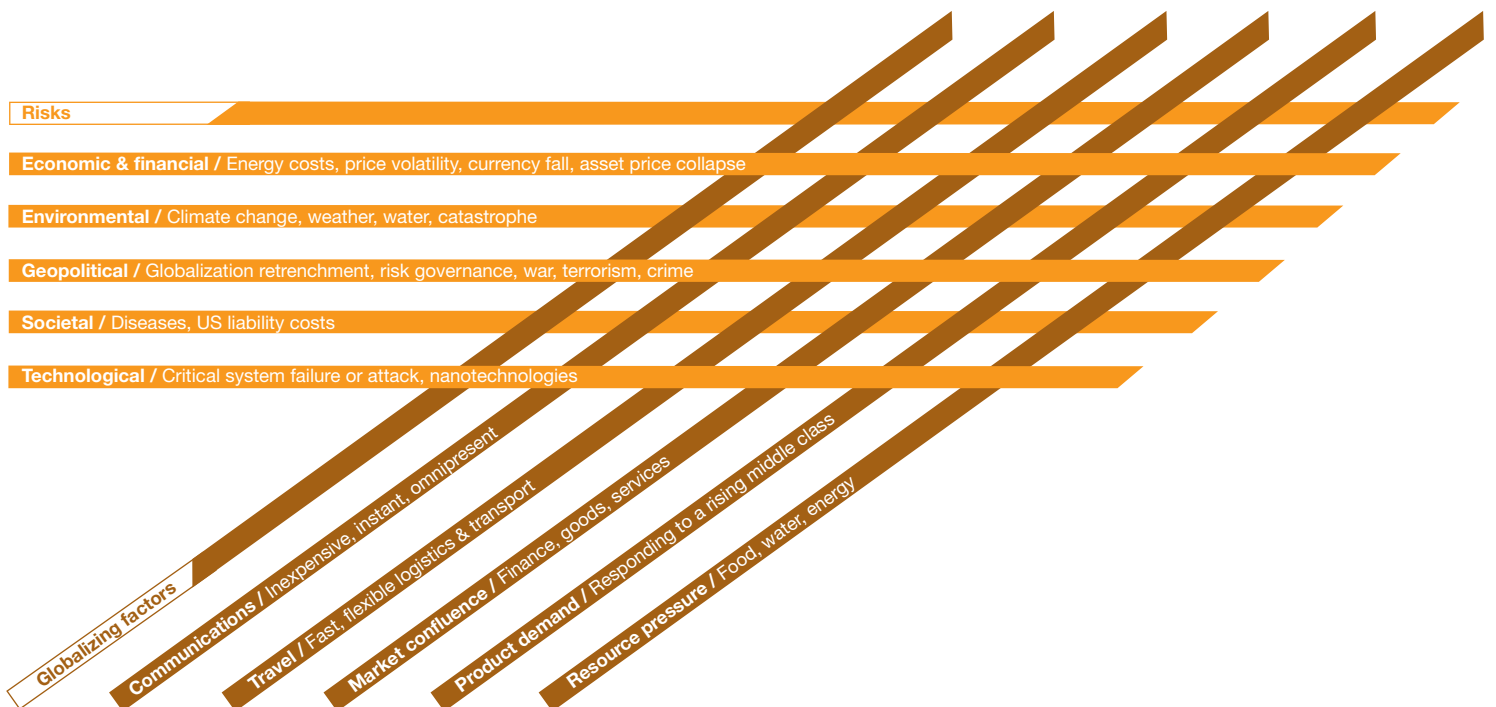 Risks
Economic & financial / Energy costs, price volatility, currency fall, asset price collapse
Environmental / Climate change, weather, water, catastrophe
Geopolitical / Globalization retrenchment, risk governance, war, terrorism, crime
Societal / Diseases, US liability costs
Technological / Critical system failure or attack, nanotechnologies
Globalizing factors
Communications / Inexpensive, instant, omnipresent
Travel / Fast, flexible logistics & transport
Market confluence / Finance, goods, services
Product demand / Responding to a rising middle class
Resource pressure / Food, water, energy